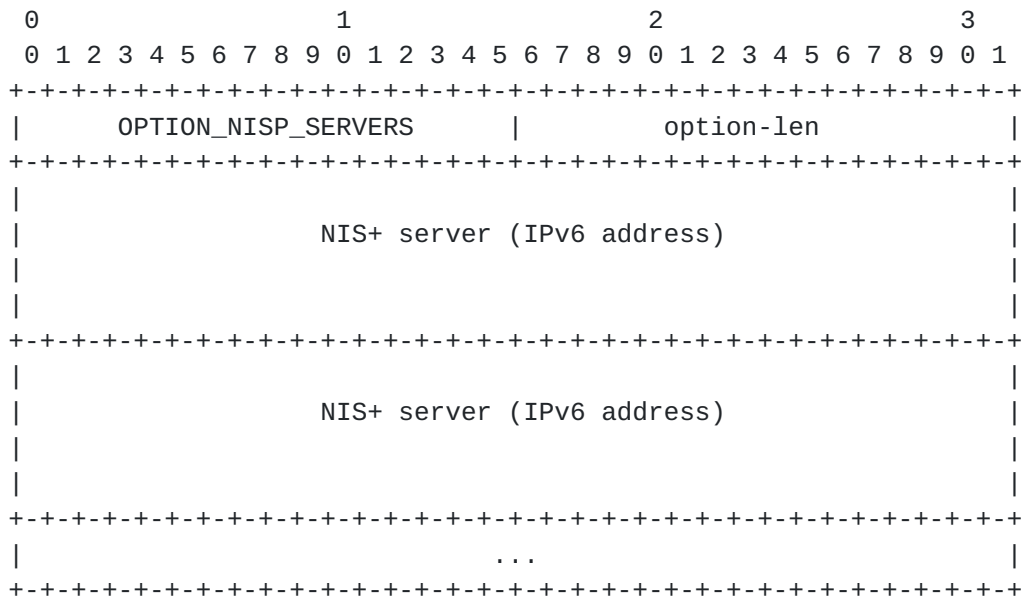 0                   1                   2                   3
 0 1 2 3 4 5 6 7 8 9 0 1 2 3 4 5 6 7 8 9 0 1 2 3 4 5 6 7 8 9 0 1
+-+-+-+-+-+-+-+-+-+-+-+-+-+-+-+-+-+-+-+-+-+-+-+-+-+-+-+-+-+-+-+-+
|      OPTION_NISP_SERVERS      |         option-len            |
+-+-+-+-+-+-+-+-+-+-+-+-+-+-+-+-+-+-+-+-+-+-+-+-+-+-+-+-+-+-+-+-+
|                                                               |
|                   NIS+ server (IPv6 address)                  |
|                                                               |
|                                                               |
+-+-+-+-+-+-+-+-+-+-+-+-+-+-+-+-+-+-+-+-+-+-+-+-+-+-+-+-+-+-+-+-+
|                                                               |
|                   NIS+ server (IPv6 address)                  |
|                                                               |
|                                                               |
+-+-+-+-+-+-+-+-+-+-+-+-+-+-+-+-+-+-+-+-+-+-+-+-+-+-+-+-+-+-+-+-+
|                              ...                              |
+-+-+-+-+-+-+-+-+-+-+-+-+-+-+-+-+-+-+-+-+-+-+-+-+-+-+-+-+-+-+-+-+